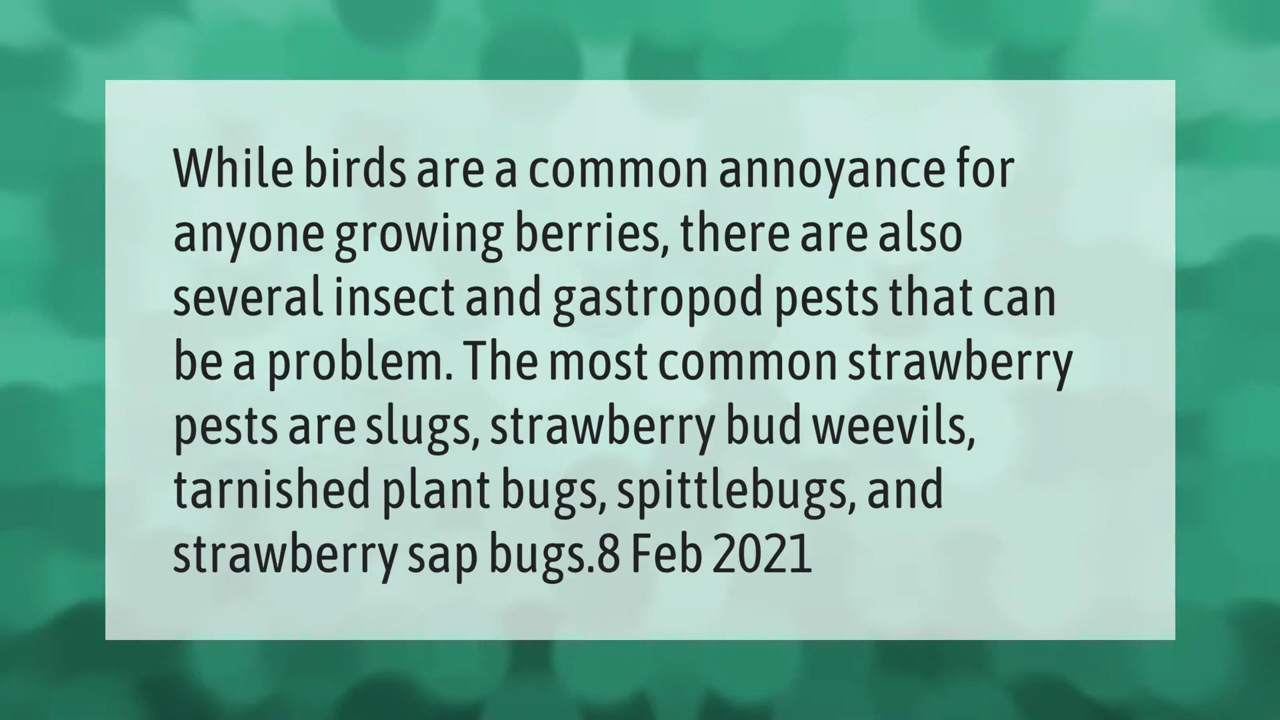 While birds are a common annoyance for
anyone growing berries, there are also
several insect and gastropod pests that can
be a problem. The most common strawberry
pests are slugs, strawberry bud weevils,
tarnished plant bugs, spittlebugs, and
strawberry sap bugs.8 Feb 2021